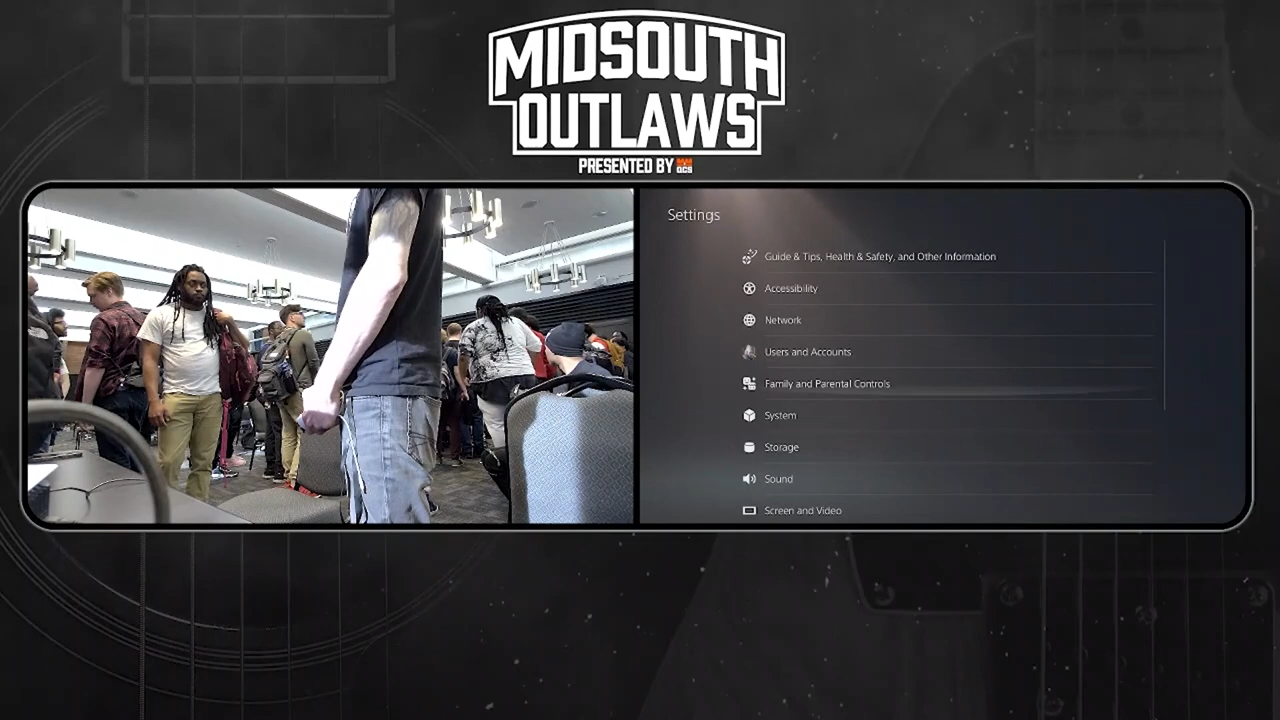 MIDSOUTH
OUTLAWS
PRESENTED BY OCS
Settings
Guide & Tips, Health & Safety, and Other Information
Accessibility
Network
Users and Accounts
Family and Parental Controls
System
Storage
Sound
Screen and Video